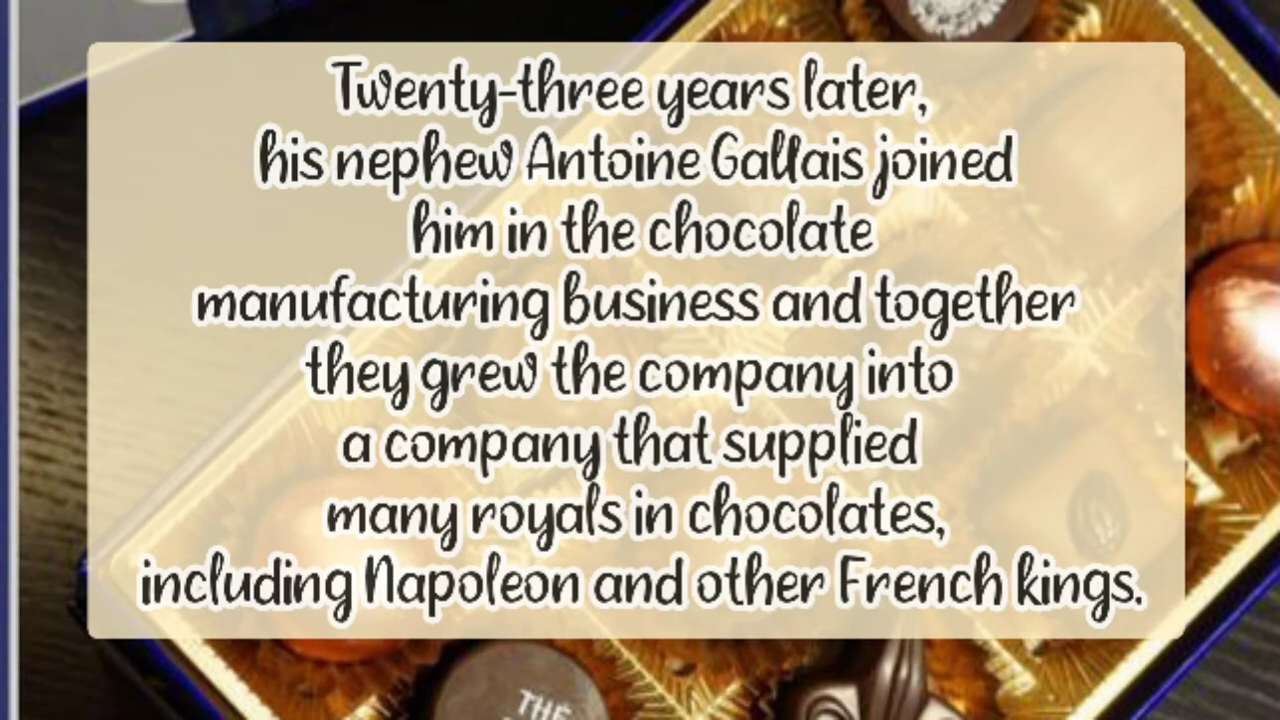 Twenty-three years later,
his nephew Antoine Gallais joined
him in the chocolate
manufacturing business and together
they grew the company into
a company that supplied
many royals in chocolates,
including Napoleon and other French kings.
THE